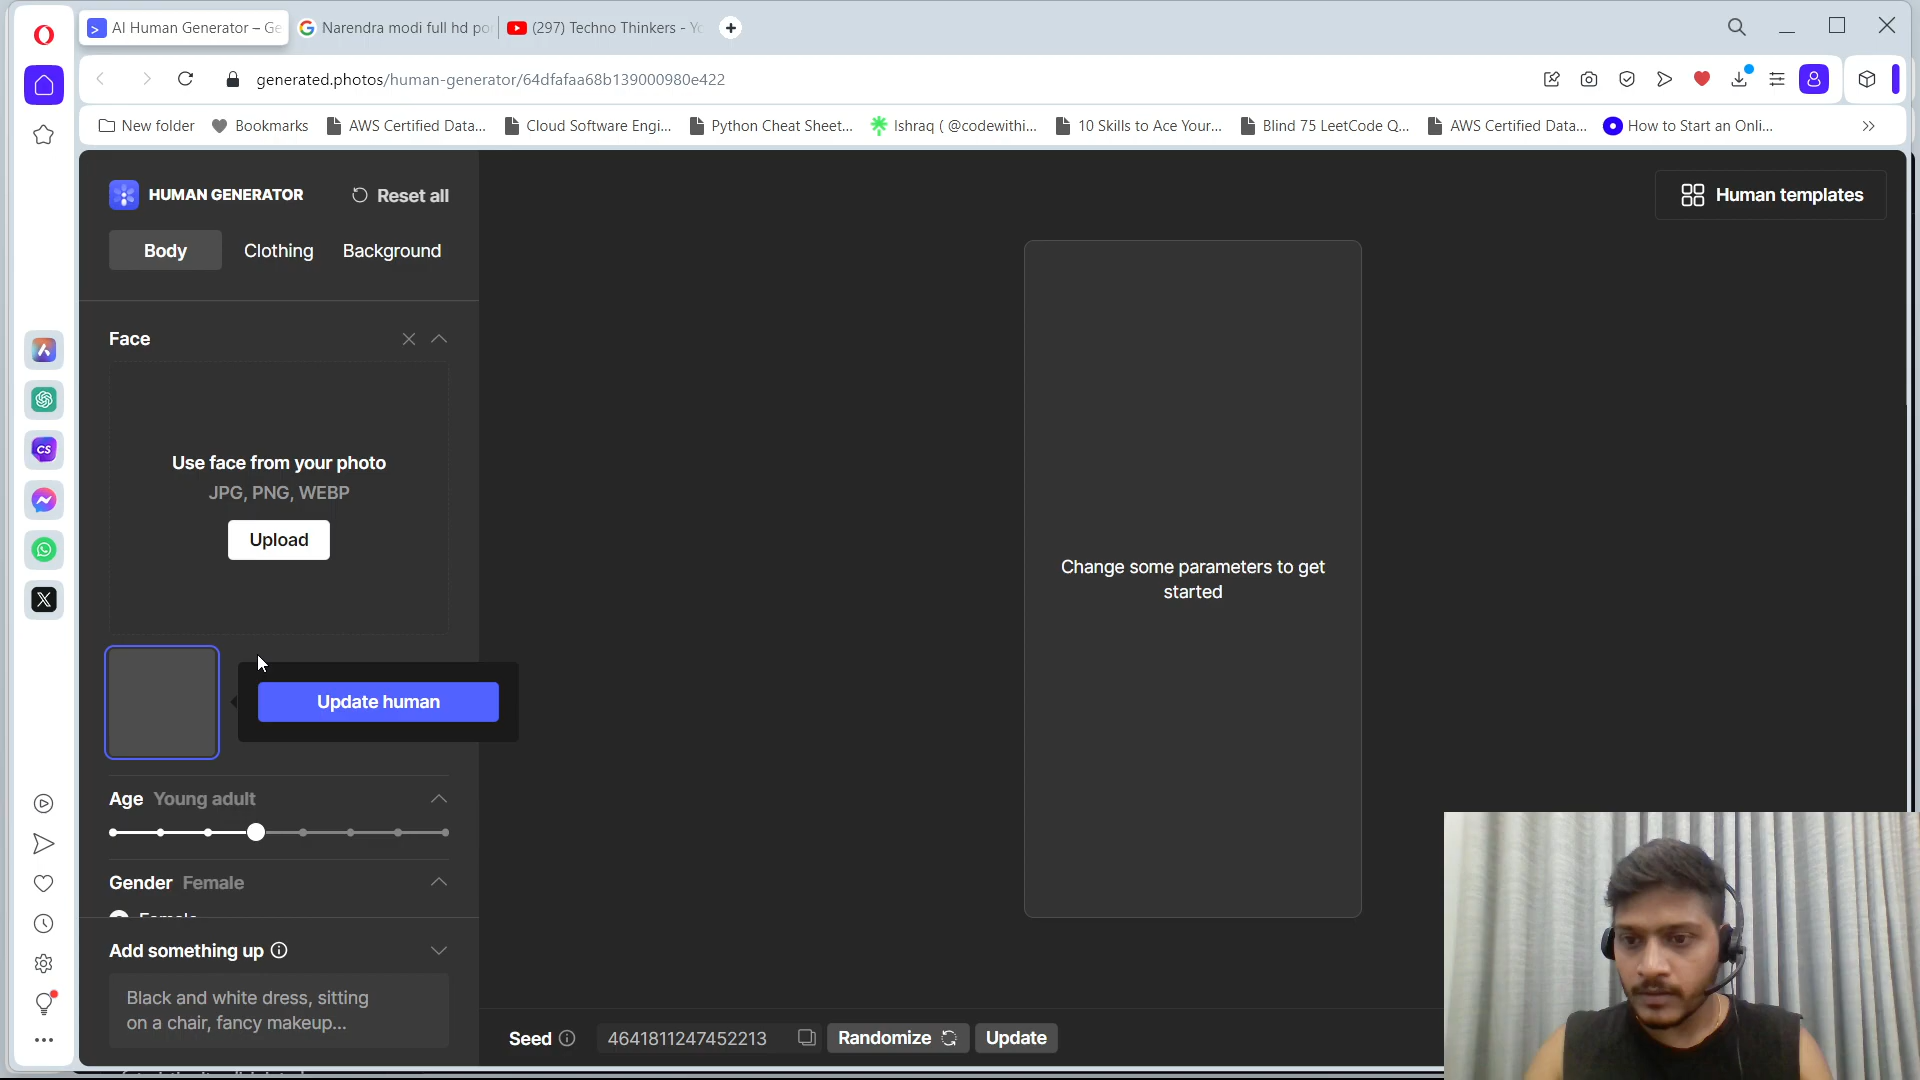 AI Human Generator – Ge
Narendra modi full hd po
(297) Techno Thinkers - Yo
generated.photos/human-generator/64dfafaa68b139000980e422
New folder
Bookmarks
AWS Certified Data...
Cloud Software Engi...
Python Cheat Sheet...
Ishraq ( @codewithi...
10 Skills to Ace Your...
Blind 75 LeetCode Q...
AWS Certified Data...
How to Start an Onli...
HUMAN GENERATOR
Reset all
Human templates
Body
Clothing
Background
Face
Use face from your photo
JPG, PNG, WEBP
Upload
Change some parameters to get
started
Update human
Age Young adult
Gender Female
Female
Add something up
Black and white dress, sitting
on a chair, fancy makeup...
Seed
4641811247452213
Randomize
Update
CS